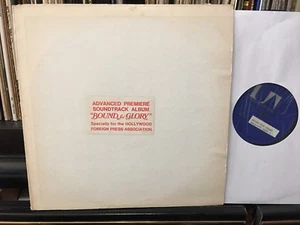 ADVANCED PREMIERE
SOUNDTRACK ALBUM
"BOUND for GLORY"
Specially for the HOLLYWOOD
FOREIGN PRESS ASSOCIATION